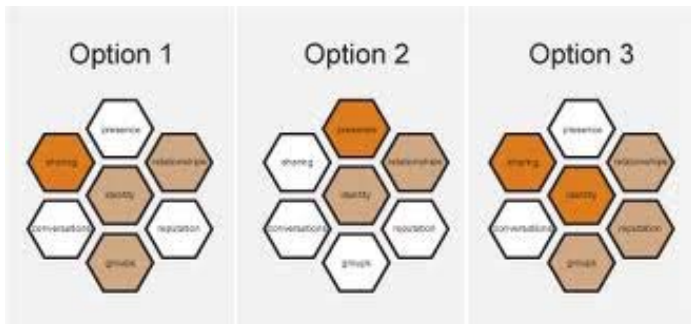 Option 1
presence
sharing
relationships
identity
conversations
reputation
groups
Option 2
presence
sharing
relationships
identity
conversations
reputation
groups
Option 3
presence
sharing
relationships
identity
conversations
reputation
groups